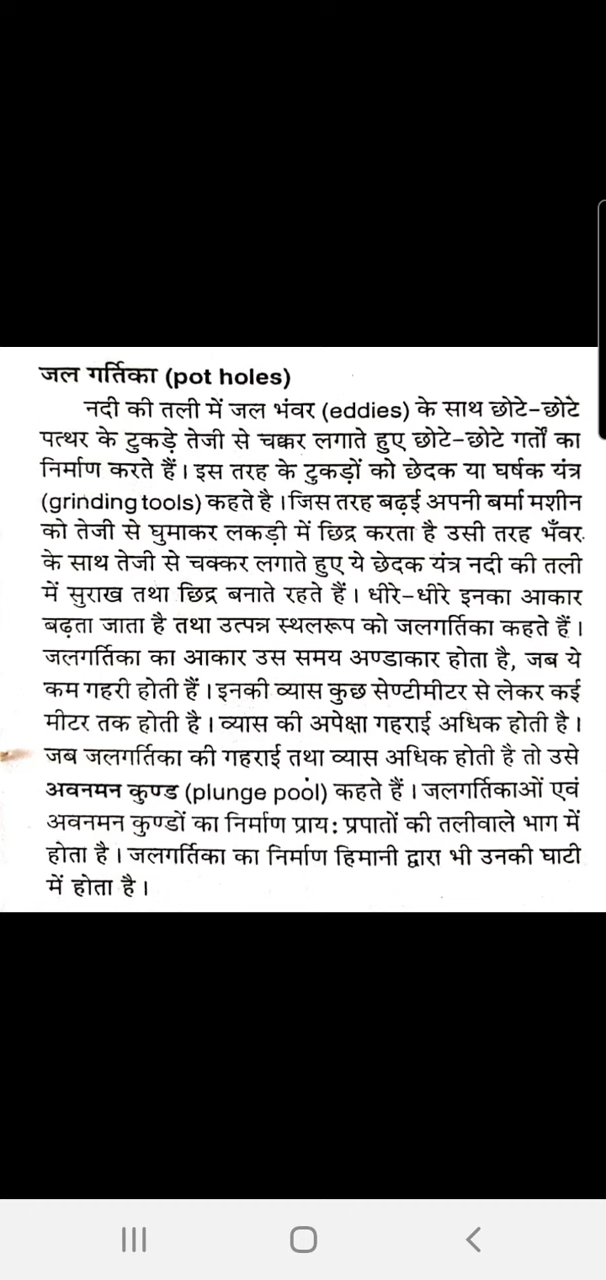 जल गर्तिका (pot holes)
नदी की तली में जल भंवर (eddies) के साथ छोटे-छोटे
पत्थर के टुकड़े तेजी से चक्कर लगाते हुए छोटे-छोटे गर्तों का
निर्माण करते हैं। इस तरह के टुकड़ों को छेदक या घर्षक यंत्र
(grinding tools) कहते है। जिस तरह बढ़ई अपनी बर्मा मशीन
को तेजी से घुमाकर लकड़ी में छिद्र करता है उसी तरह भँवर
के साथ तेजी से चक्कर लगाते हुए ये छेदक यंत्र नदी की तली
में सुराख तथा छिद्र बनाते रहते हैं। धीरे-धीरे इनका आकार
बढ़ता जाता है तथा उत्पन्न स्थलरूप को जलगर्तिका कहते हैं।
जलगर्तिका का आकार उस समय अण्डाकार होता है, जब ये
कम गहरी होती हैं। इनकी व्यास कुछ सेण्टीमीटर से लेकर कई
मीटर तक होती है। व्यास की अपेक्षा गहराई अधिक होती है।
जब जलगर्तिका की गहराई तथा व्यास अधिक होती है तो उसे
अवनमन कुण्ड (plunge pool) कहते हैं। जलगर्तिकाओं एवं
अवनमन कुण्डों का निर्माण प्राय: प्रपातों की तलीवाले भाग में
होता है। जलगर्तिका का निर्माण हिमानी द्वारा भी उनकी घाटी
में होता है।